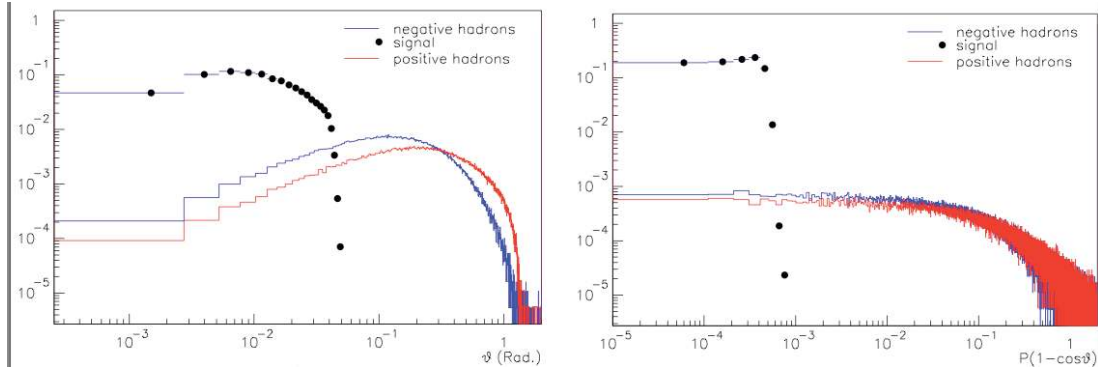 negative hadrons
signal
positive hadrons
1
10⁻¹
10⁻²
10⁻³
10⁻⁴
10⁻⁵
10⁻³
10⁻²
10⁻¹
1
ϑ (Rad.)
negative hadrons
signal
positive hadrons
1
10⁻¹
10⁻²
10⁻³
10⁻⁴
10⁻⁵
10⁻⁵
10⁻⁴
10⁻³
10⁻²
10⁻¹
1
P(1-cosϑ)